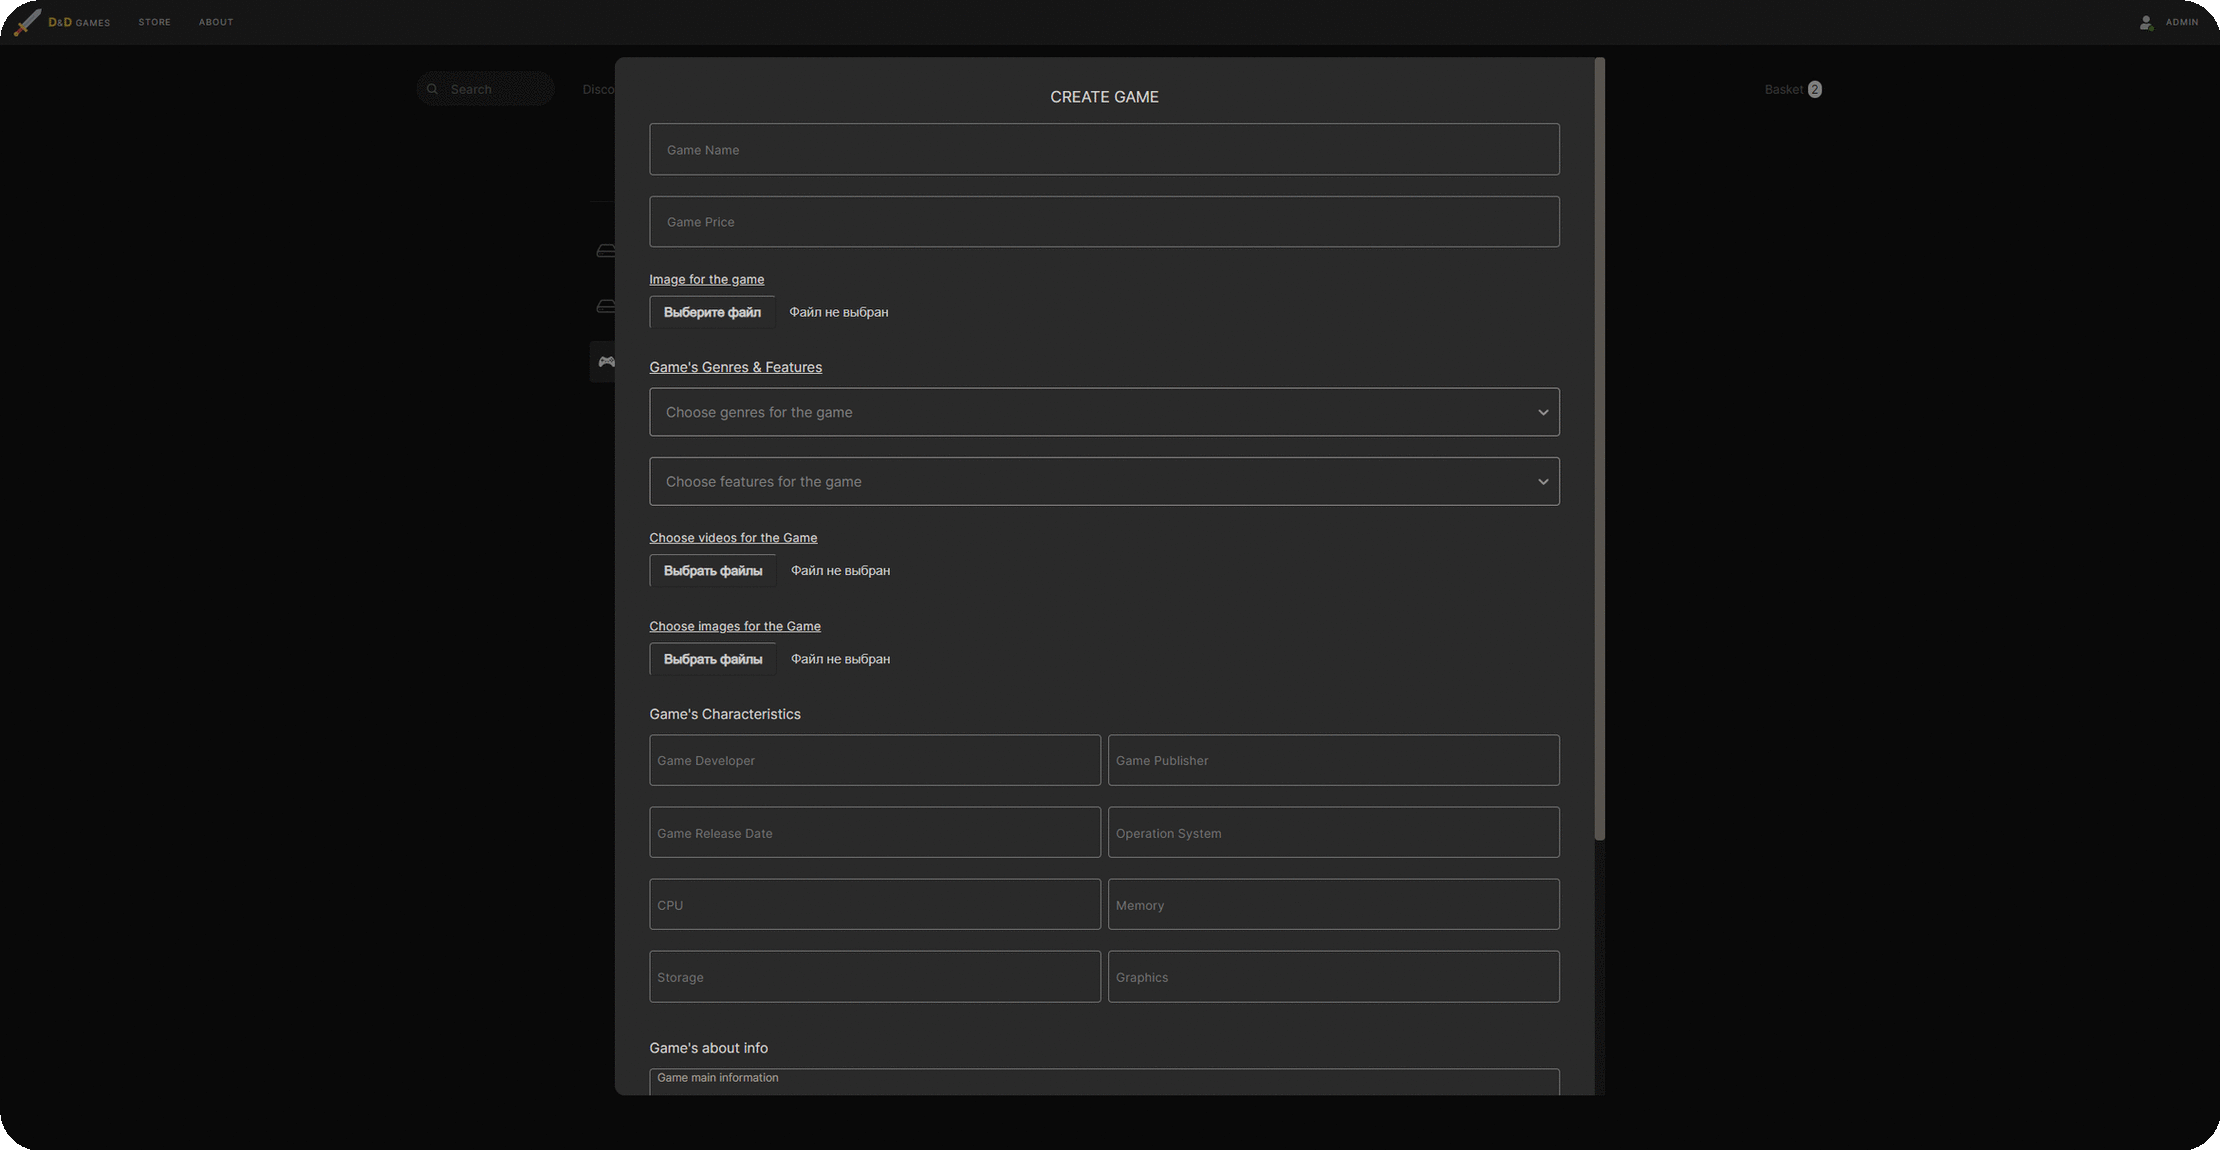 D&D GAMES STORE ABOUT ADMIN
Search Disco Basket 2
CREATE GAME
Game Name
Game Price
Image for the game
Выберите файл Файл не выбран
Game's Genres & Features
Choose genres for the game
Choose features for the game
Choose videos for the Game
Выбрать файлы Файл не выбран
Choose images for the Game
Выбрать файлы Файл не выбран
Game's Characteristics
Game Developer Game Publisher
Game Release Date Operation System
CPU Memory
Storage Graphics
Game's about info
Game main information